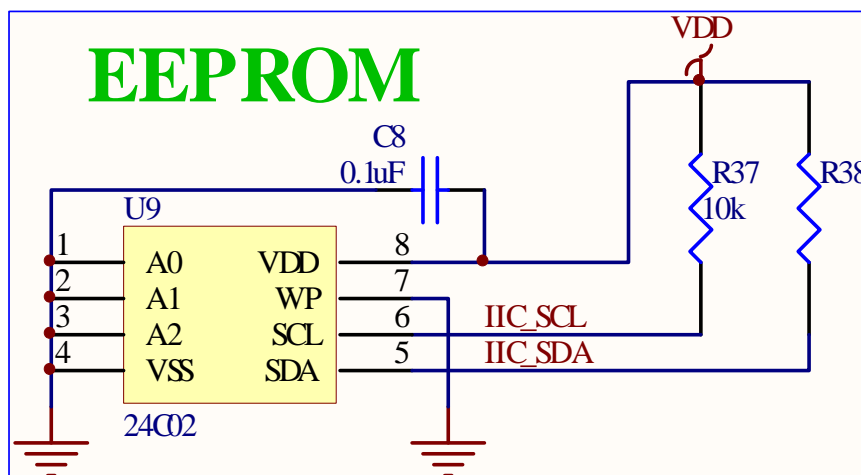 VDD
EEPROM
C8
0.1uF
R37
10k
R38
U9
1 A0 VDD 8
2 A1 WP 7
3 A2 SCL 6 IIC_SCL
4 VSS SDA 5 IIC_SDA
24C02